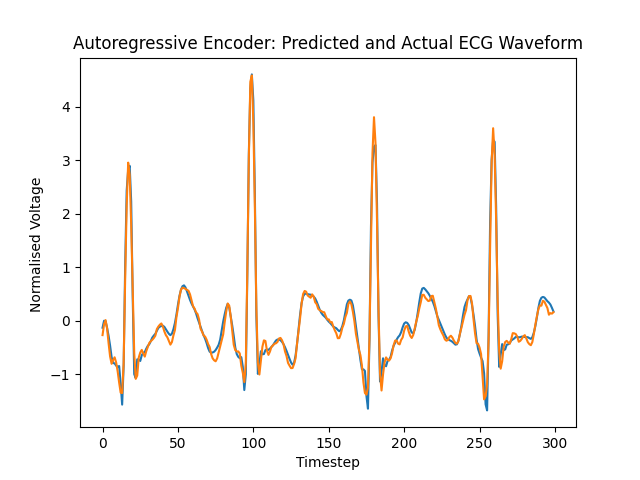 Autoregressive Encoder: Predicted and Actual ECG Waveform
Normalised Voltage
4
3
2
1
0
−1
0 50 100 150 200 250 300
Timestep